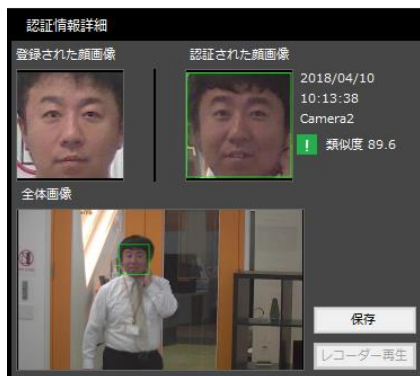 認証情報詳細
登録された顔画像
認証された顔画像
2018/04/10
10:13:38
Camera2
! 類似度 89.6
全体画像
保存
レコーダー再生